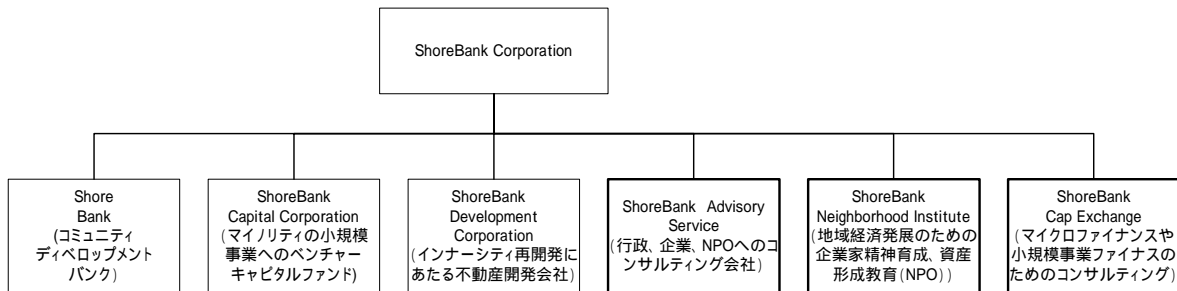 ShoreBank Corporation
Shore
Bank
(コミュニティ
ディベロップメント
バンク)
ShoreBank
Capital Corporation
(マイノリティの小規模
事業へのベンチャー
キャピタルファンド)
ShoreBank
Development
Corporation
(インナーシティ再開発に
あたる不動産開発会社)
ShoreBank Advisory
Service
(行政、企業、NPOへのコ
ンサルティング会社)
ShoreBank
Neighborhood Institute
(地域経済発展のための
企業家精神育成、資産
形成教育(NPO))
ShoreBank
Cap Exchange
(マイクロファイナンスや
小規模事業ファイナスの
ためのコンサルティング)